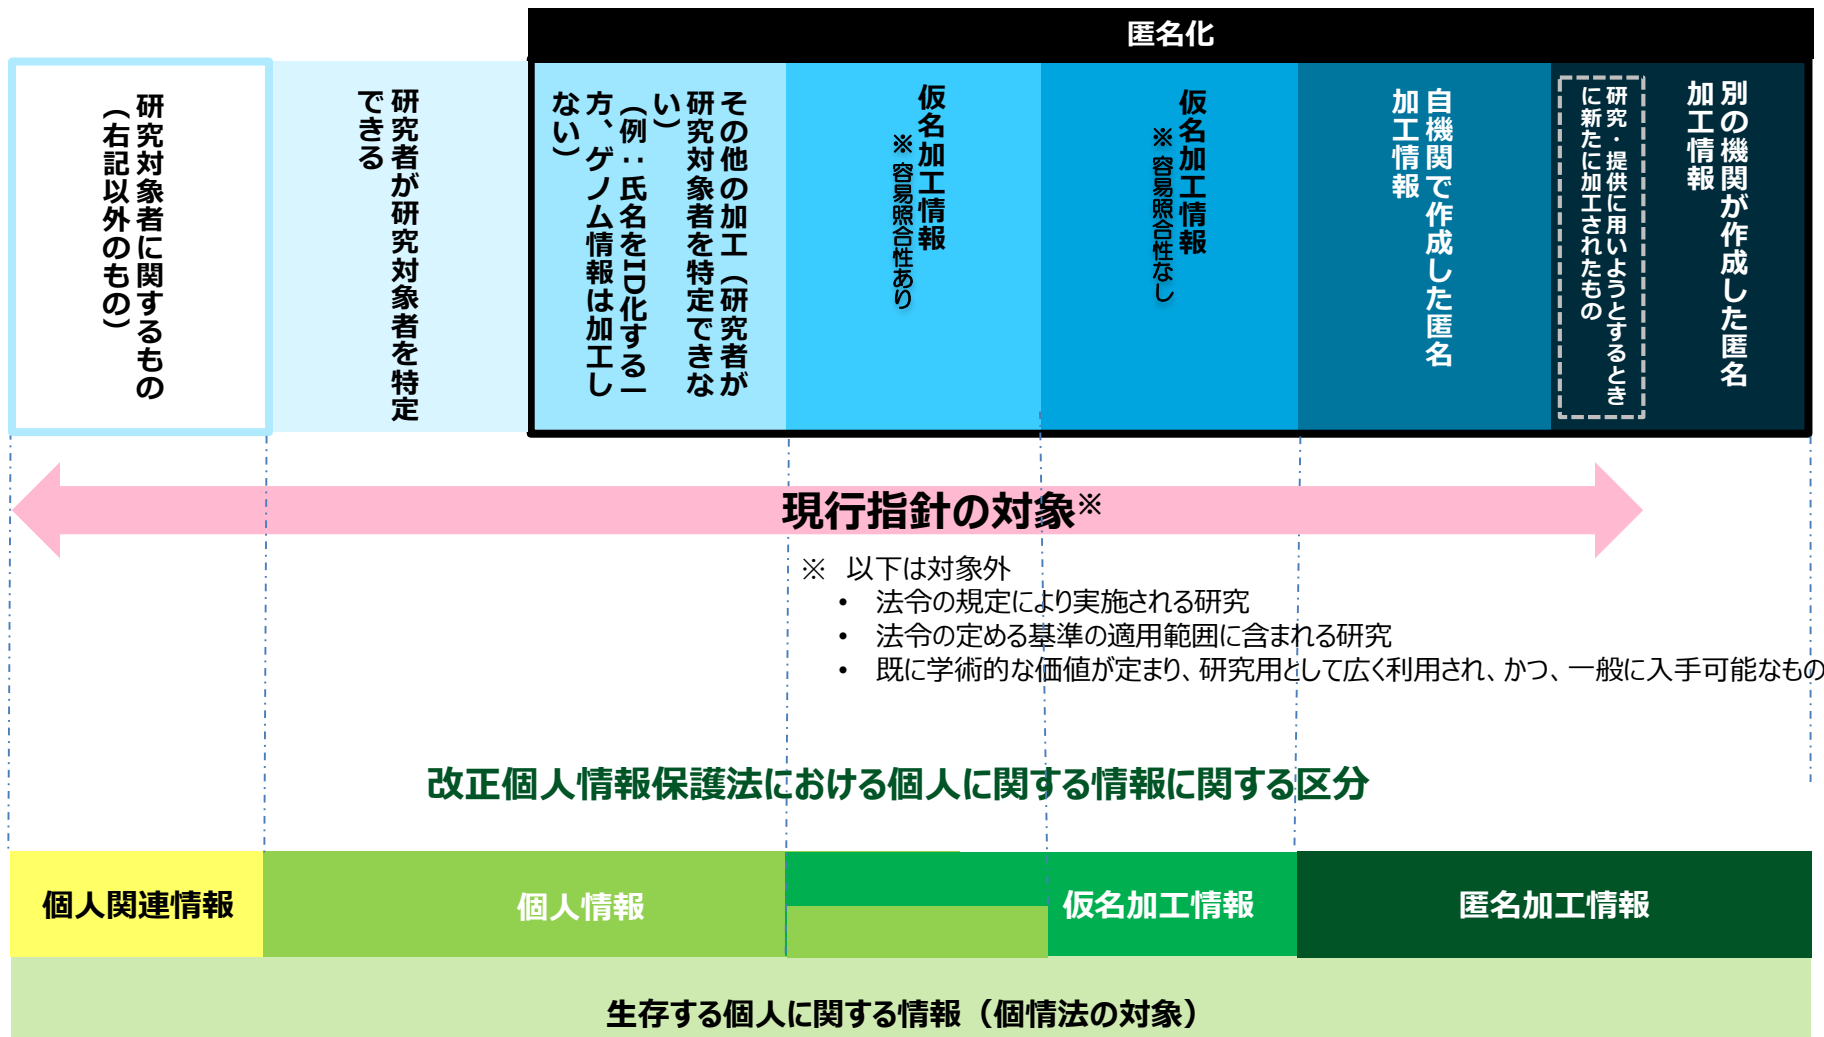 匿名化
研究対象者に関するもの
（右記以外のもの）
研究者が研究対象者を特定
できる
その他の加工（研究者が
研究対象者を特定できな
い）
（例：氏名をID化する一
方、ゲノム情報は加工し
ない）
仮名加工情報
※容易照合性あり
仮名加工情報
※容易照合性なし
自機関で作成した匿名
加工情報
別の機関が作成した匿名
加工情報
研究・提供に用いようとするとき
に新たに加工されたもの
現行指針の対象※
※ 以下は対象外
• 法令の規定により実施される研究
• 法令の定める基準の適用範囲に含まれる研究
• 既に学術的な価値が定まり、研究用として広く利用され、かつ、一般に入手可能なもの
改正個人情報保護法における個人に関する情報に関する区分
個人関連情報
個人情報
仮名加工情報
匿名加工情報
生存する個人に関する情報（個情法の対象）